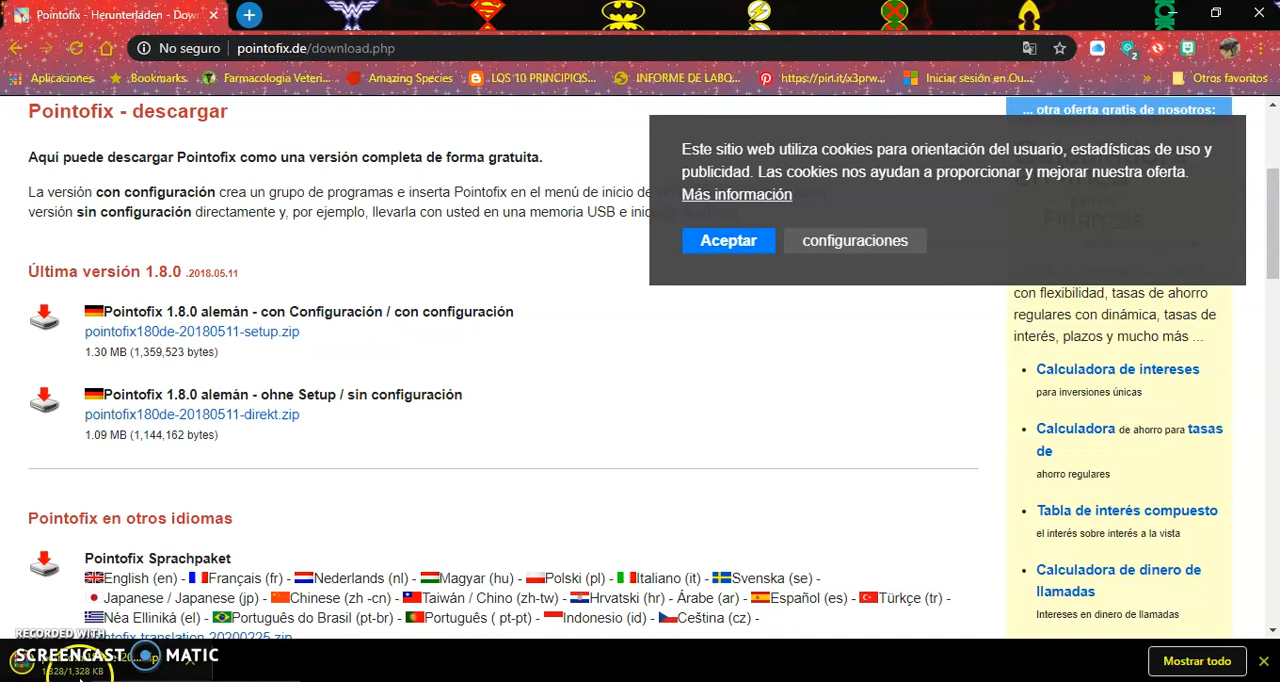 Pointofix - Herunterladen - Dow
No seguro pointofix.de/download.php
Aplicaciones Bookmarks Farmacologia Veteri... Amazing Species LOS 10 PRINCIPIOS... INFORME DE LABO... https://pin.it/x3prw... Iniciar sesión en Ou... Otros favoritos
Pointofix - descargar
Aquí puede descargar Pointofix como una versión completa de forma gratuita.
La versión con configuración crea un grupo de programas e inserta Pointofix en el menú de inicio de
versión sin configuración directamente y, por ejemplo, llevarla con usted en una memoria USB e
Última versión 1.8.0 .2018.05.11
Pointofix 1.8.0 alemán - con Configuración / con configuración
pointofix180de-20180511-setup.zip
1.30 MB (1,359,523 bytes)
Pointofix 1.8.0 alemán - ohne Setup / sin configuración
pointofix180de-20180511-direkt.zip
1.09 MB (1,144,162 bytes)
Pointofix en otros idiomas
Pointofix Sprachpaket
English (en) - Français (fr) - Nederlands (nl) - Magyar (hu) - Polski (pl) - Italiano (it) - Svenska (se) -
Japanese / Japanese (jp) - Chinese (zh -cn) - Taiwán / Chino (zh-tw) - Hrvatski (hr) - Árabe (ar) - Español (es) - Türkçe (tr) -
Néa Elliniká (el) - Português do Brasil (pt-br) - Português ( pt-pt) - Indonesio (id) - Ceština (cz) -
pointofix-translation-20200225.zip
Este sitio web utiliza cookies para orientación del usuario, estadísticas de uso y
publicidad. Las cookies nos ayudan a proporcionar y mejorar nuestra oferta.
Más información
Aceptar configuraciones
... otra oferta gratis de nosotros:
Finanzas
con flexibilidad, tasas de ahorro
regulares con dinámica, tasas de
interés, plazos y mucho más ...
Calculadora de intereses
para inversiones únicas
Calculadora de ahorro para tasas
de
ahorro regulares
Tabla de interés compuesto
el interés sobre interés a la vista
Calculadora de dinero de
llamadas
Intereses en dinero de llamadas
RECORDED WITH
SCREENCAST MATIC
1,328/1,328 KB
Mostrar todo